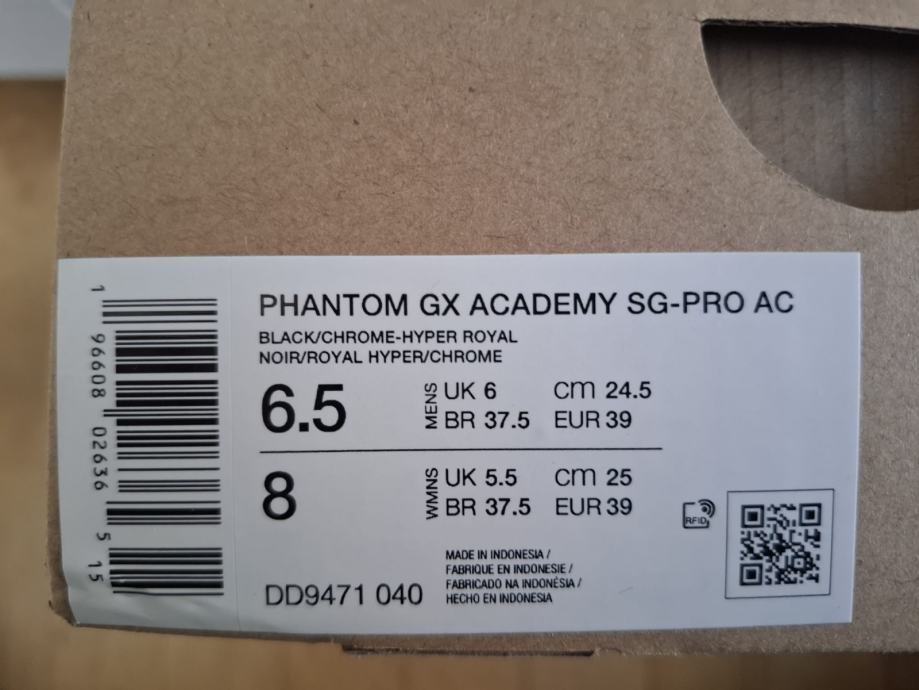 PHANTOM GX ACADEMY SG-PRO AC
BLACK/CHROME-HYPER ROYAL
NOIR/ROYAL HYPER/CHROME
6.5 MENS UK 6 CM 24.5
BR 37.5 EUR 39
8 WMNS UK 5.5 CM 25
BR 37.5 EUR 39
RFID
MADE IN INDONESIA /
FABRIQUE EN INDONESIE /
FABRICADO NA INDONÉSIA /
HECHO EN INDONESIA
DD9471 040
1 96608 02636 5 15